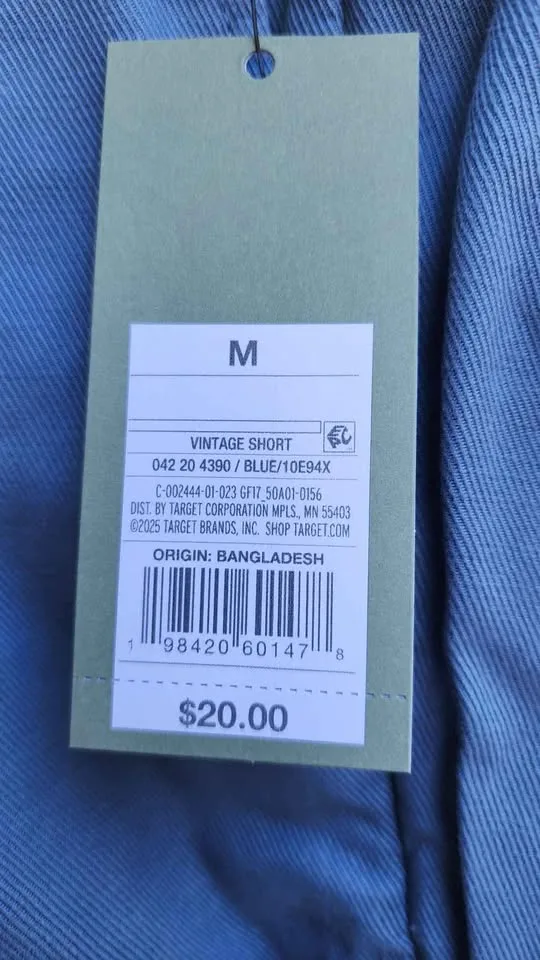 M
VINTAGE SHORT
042 20 4390 / BLUE/10E94X
C-002444-01-023 GF17_50A01-0156
DIST. BY TARGET CORPORATION MPLS., MN 55403
©2025 TARGET BRANDS, INC. SHOP TARGET.COM
ORIGIN: BANGLADESH
1 98420 60147 8
$20.00